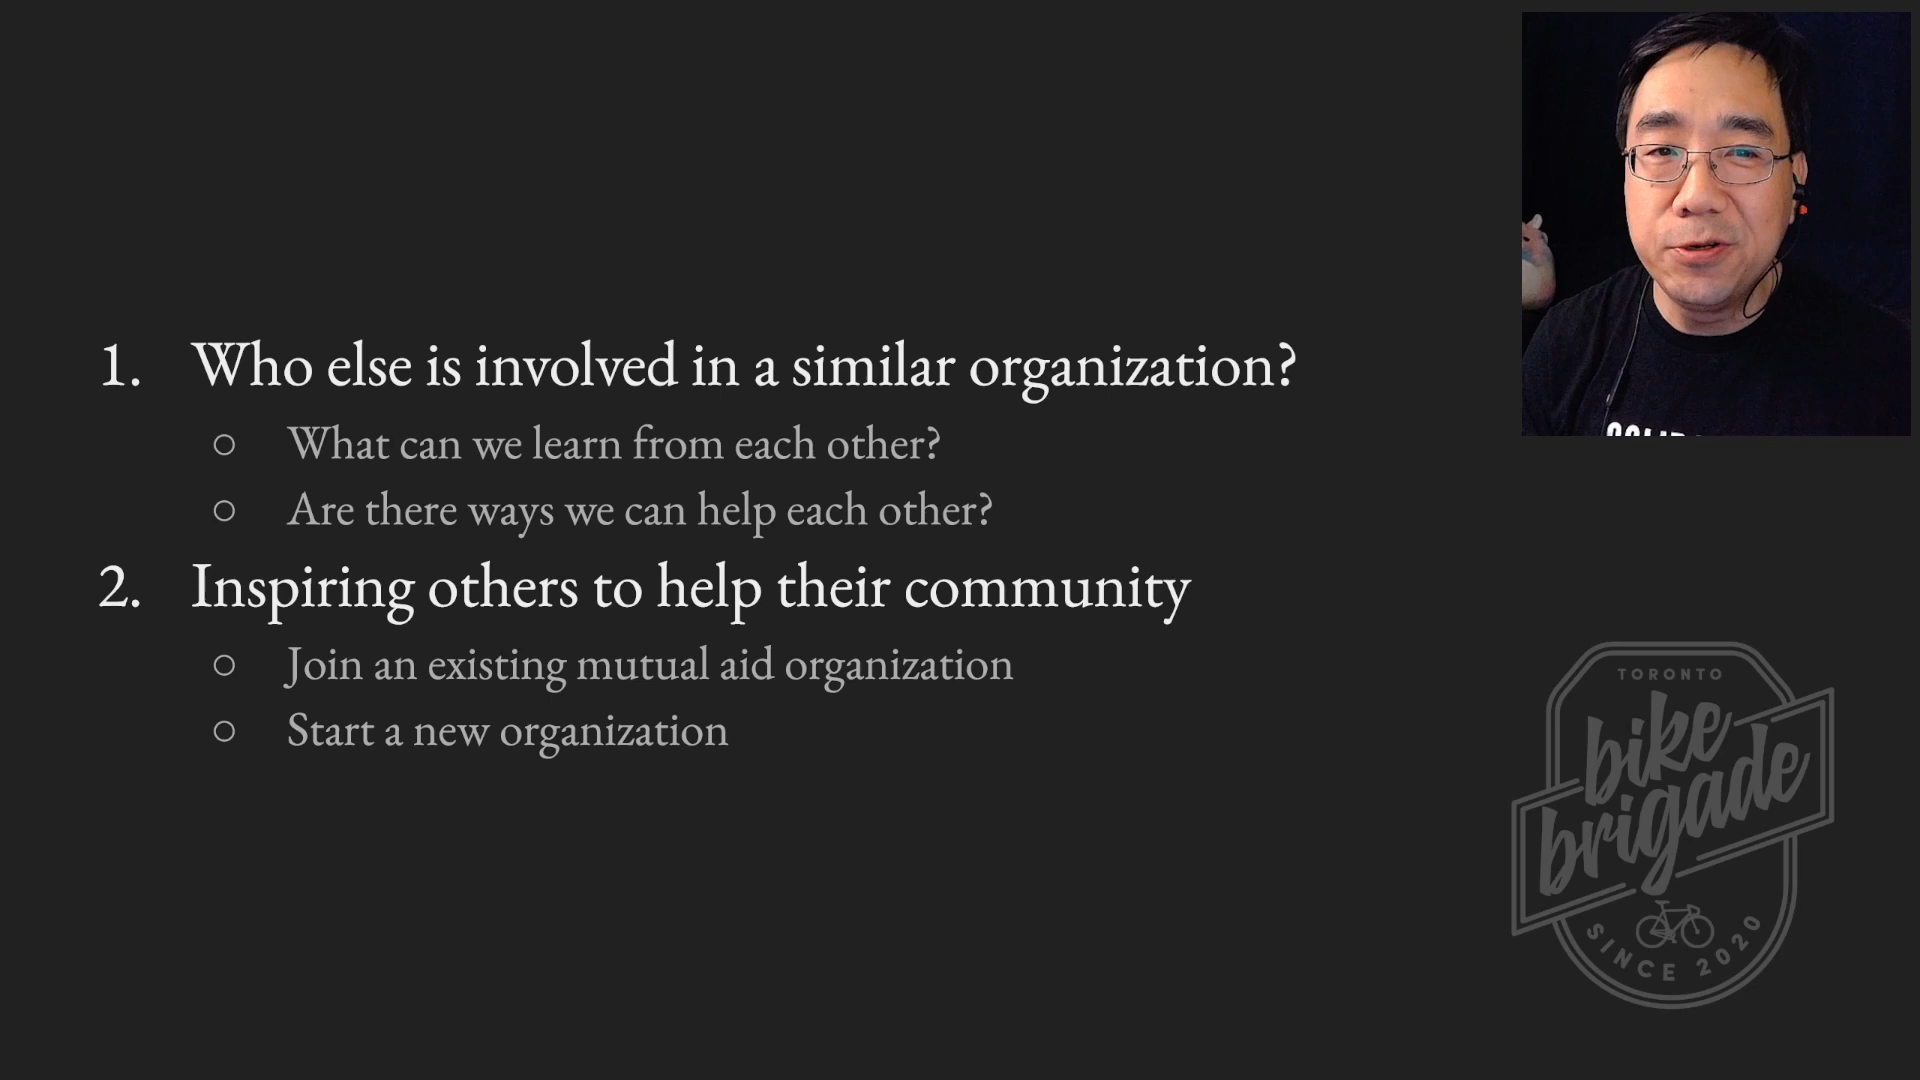 1. Who else is involved in a similar organization?
○ What can we learn from each other?
○ Are there ways we can help each other?
2. Inspiring others to help their community
○ Join an existing mutual aid organization
○ Start a new organization
TORONTO
bike
brigade
SINCE 2020